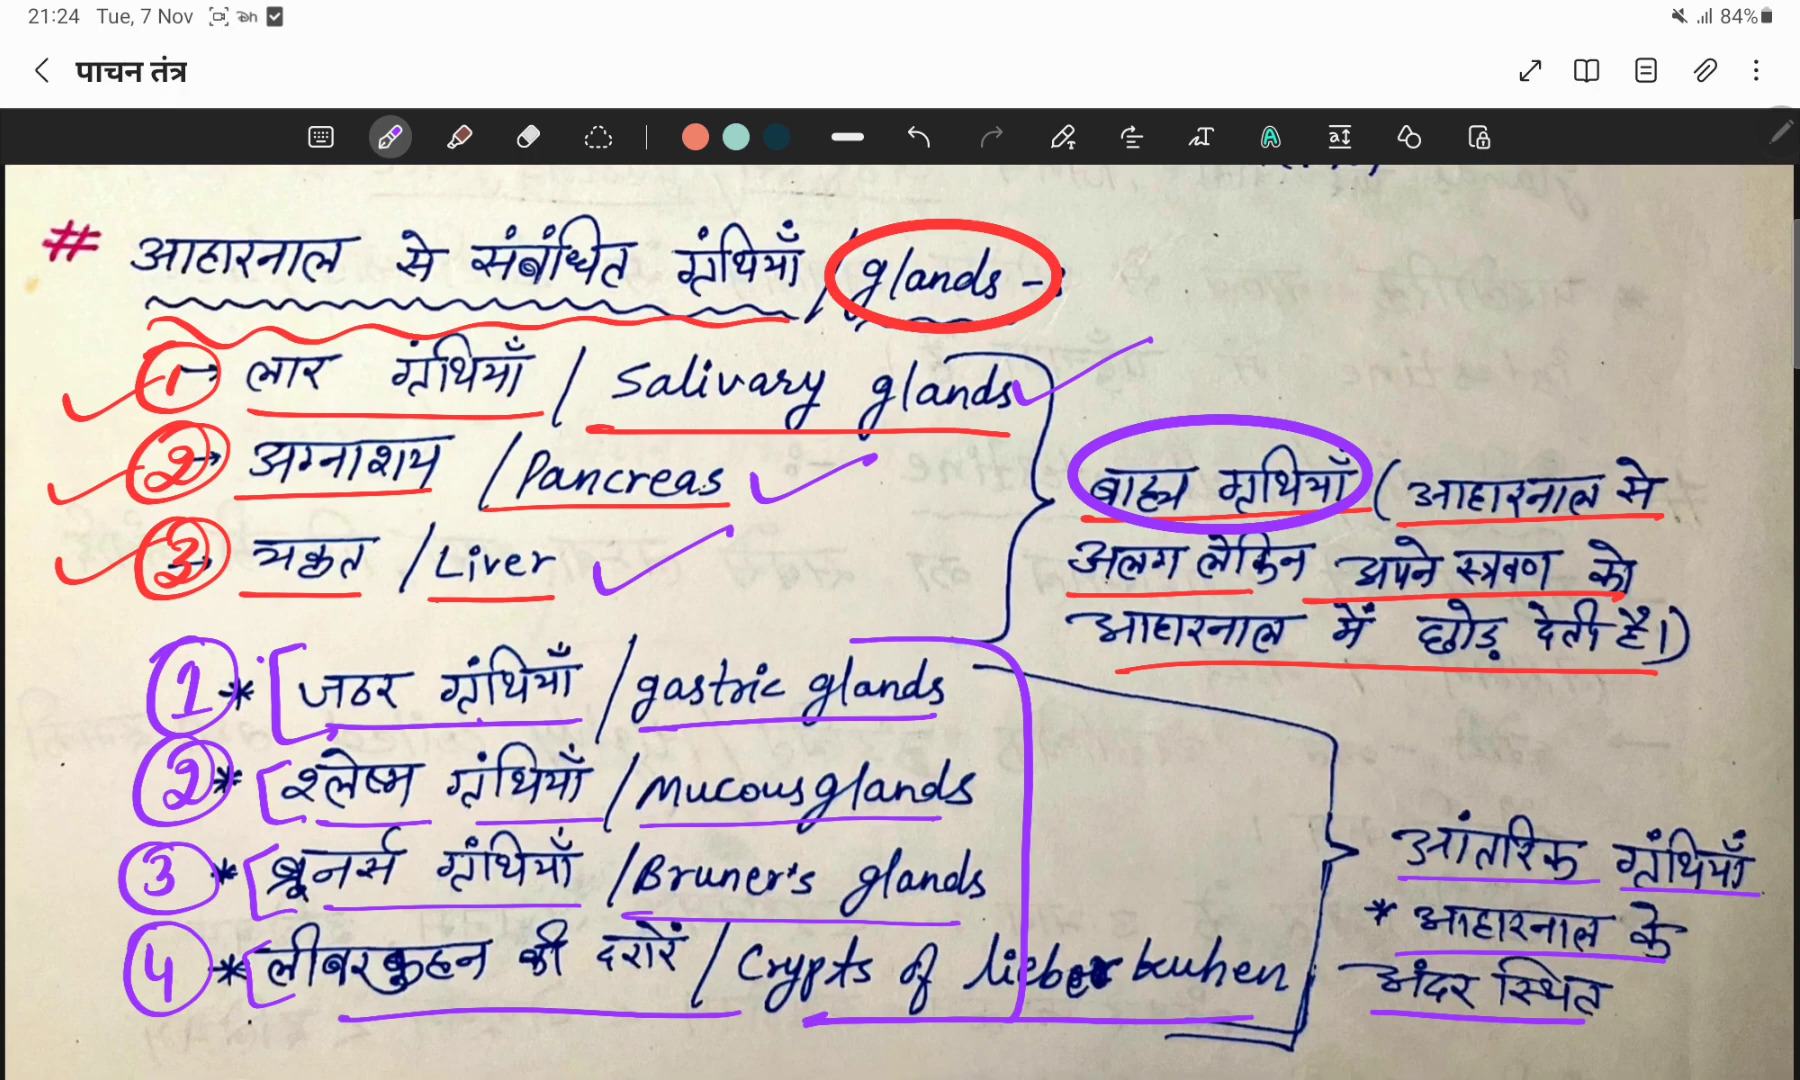 21:24 Tue, 7 Nov
84%
पाचन तंत्र
# आहारनाल से संबंधित ग्रंथियाँ / glands -:
1→ लार ग्रंथियाँ / Salivary glands
2→ अग्नाशय / Pancreas
3→ यकृत / Liver
बाह्य ग्रंथियाँ (आहारनाल से
अलग लेकिन अपने स्त्रवण को
आहारनाल में छोड़ देती है।)
1 * जठर ग्रंथियाँ / gastric glands
2 * श्लेष्म ग्रंथियाँ / Mucous glands
3 * ब्रूनर्स ग्रंथियाँ / Bruner's glands
4 * लीबरकुहन की दरारें / Crypts of lieberkuhen
आंतरिक ग्रंथियाँ
* आहारनाल के
अंदर स्थित